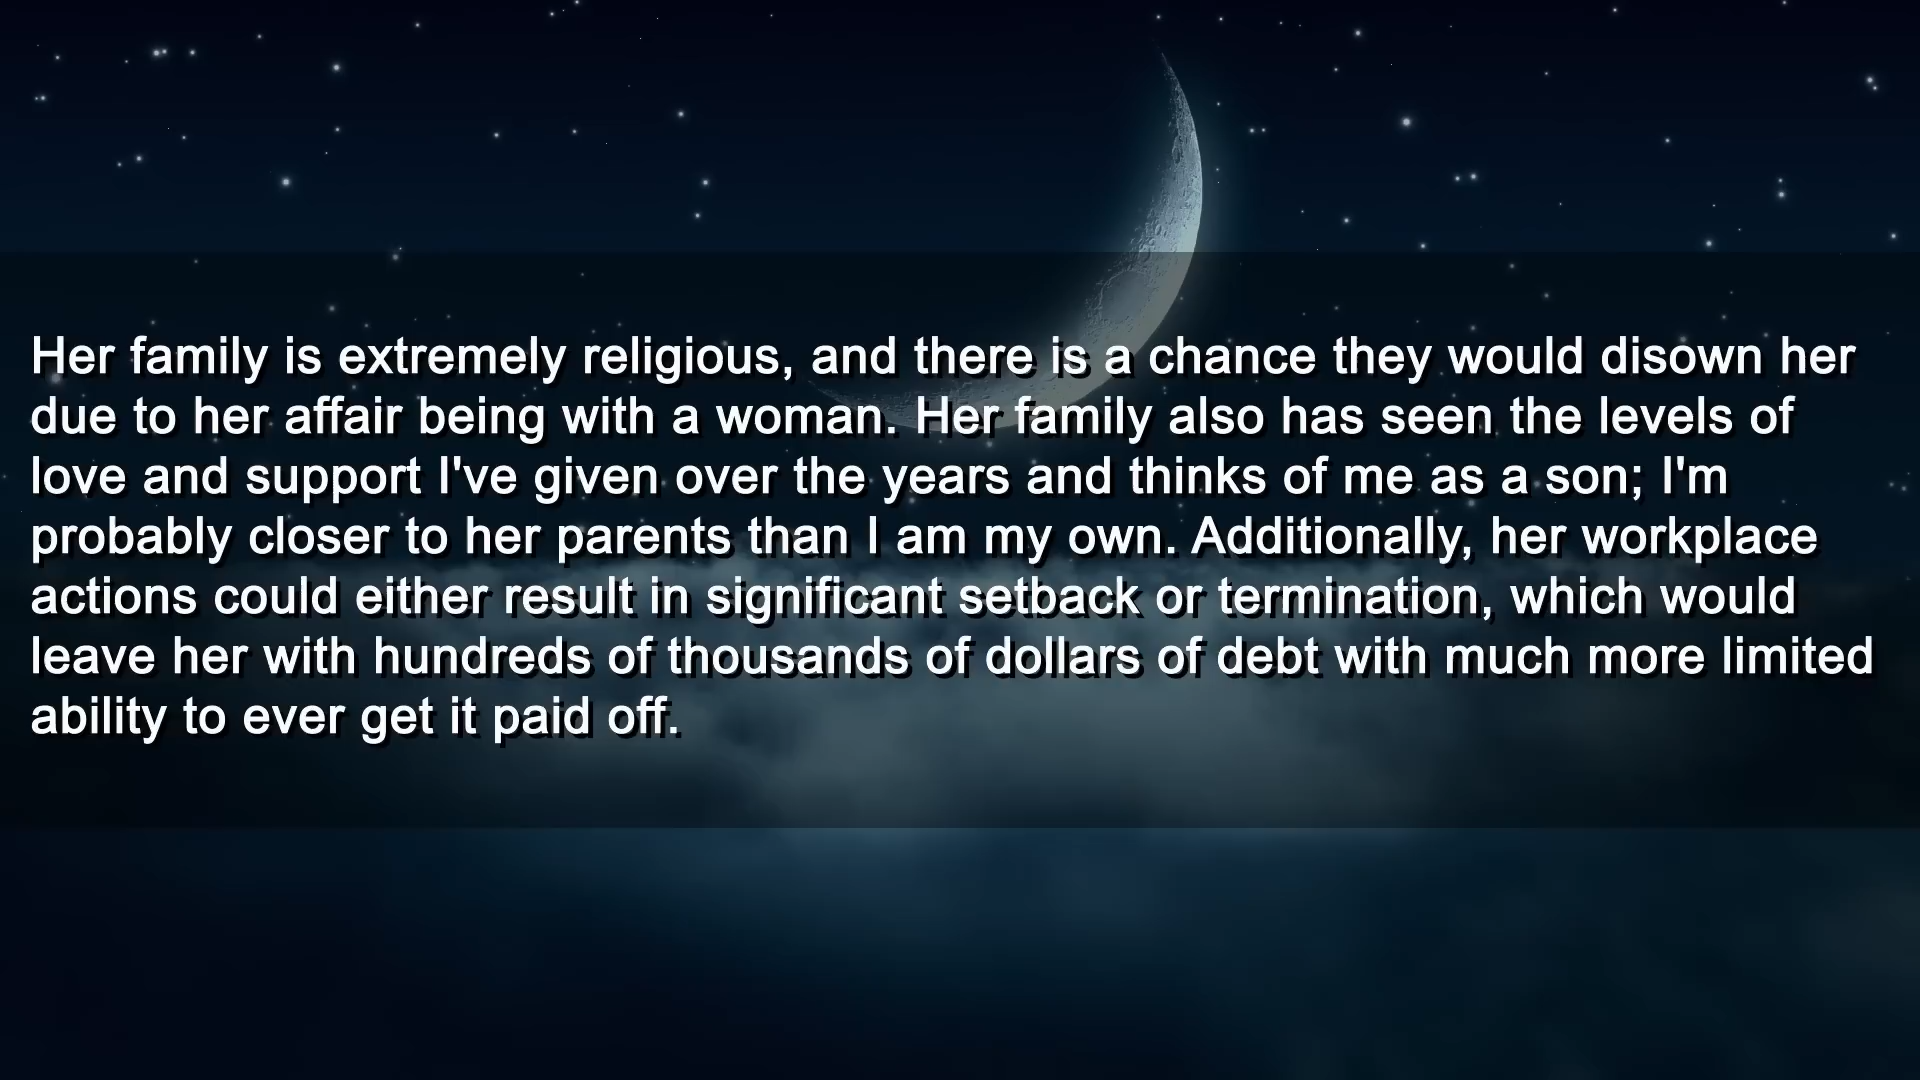 Her family is extremely religious, and there is a chance they would disown her
due to her affair being with a woman. Her family also has seen the levels of
love and support I've given over the years and thinks of me as a son; I'm
probably closer to her parents than I am my own. Additionally, her workplace
actions could either result in significant setback or termination, which would
leave her with hundreds of thousands of dollars of debt with much more limited
ability to ever get it paid off.